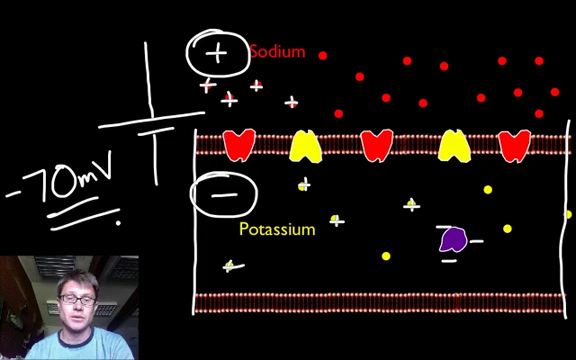 +
Sodium
+ + + +
-70mV
−
+
Potassium
+ +
− − −
+